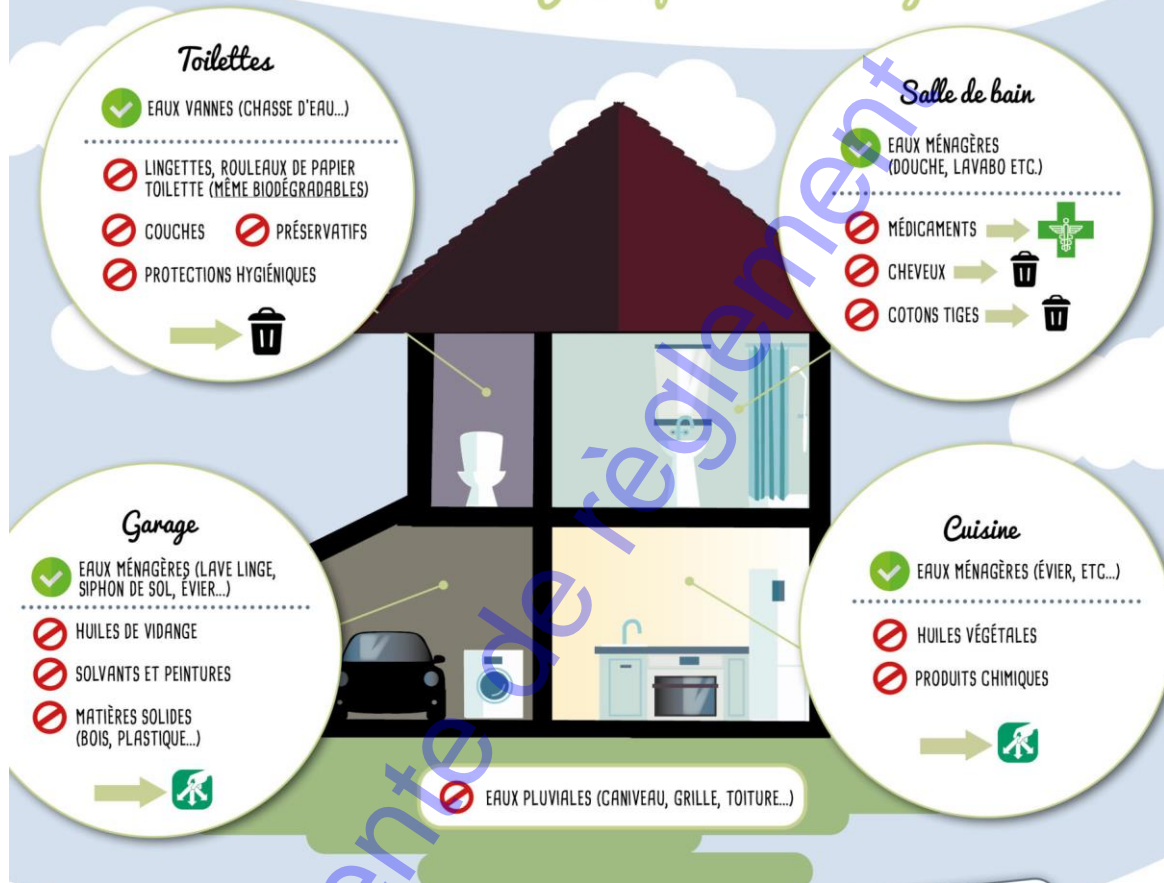 Toilettes
EAUX VANNES (CHASSE D'EAU...)
LINGETTES, ROULEAUX DE PAPIER
TOILETTE (MÊME BIODÉGRADABLES)
COUCHES
PRÉSERVATIFS
PROTECTIONS HYGIÉNIQUES
Salle de bain
EAUX MÉNAGÈRES
(DOUCHE, LAVABO ETC.)
MÉDICAMENTS
CHEVEUX
COTONS TIGES
Garage
EAUX MÉNAGÈRES (LAVE LINGE,
SIPHON DE SOL, ÉVIER...)
HUILES DE VIDANGE
SOLVANTS ET PEINTURES
MATIÈRES SOLIDES
(BOIS, PLASTIQUE...)
Cuisine
EAUX MÉNAGÈRES (ÉVIER, ETC...)
HUILES VÉGÉTALES
PRODUITS CHIMIQUES
EAUX PLUVIALES (CANIVEAU, GRILLE, TOITURE...)
de règlement